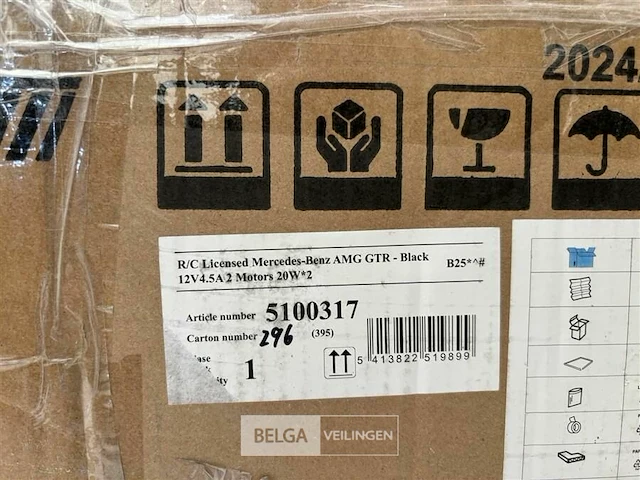 2024
R/C Licensed Mercedes-Benz AMG GTR - Black B25*^#
12V4.5A 2 Motors 20W*2
Article number 5100317
Carton number 296 (395)
1
5 413822 519899
BELGA VEILINGEN